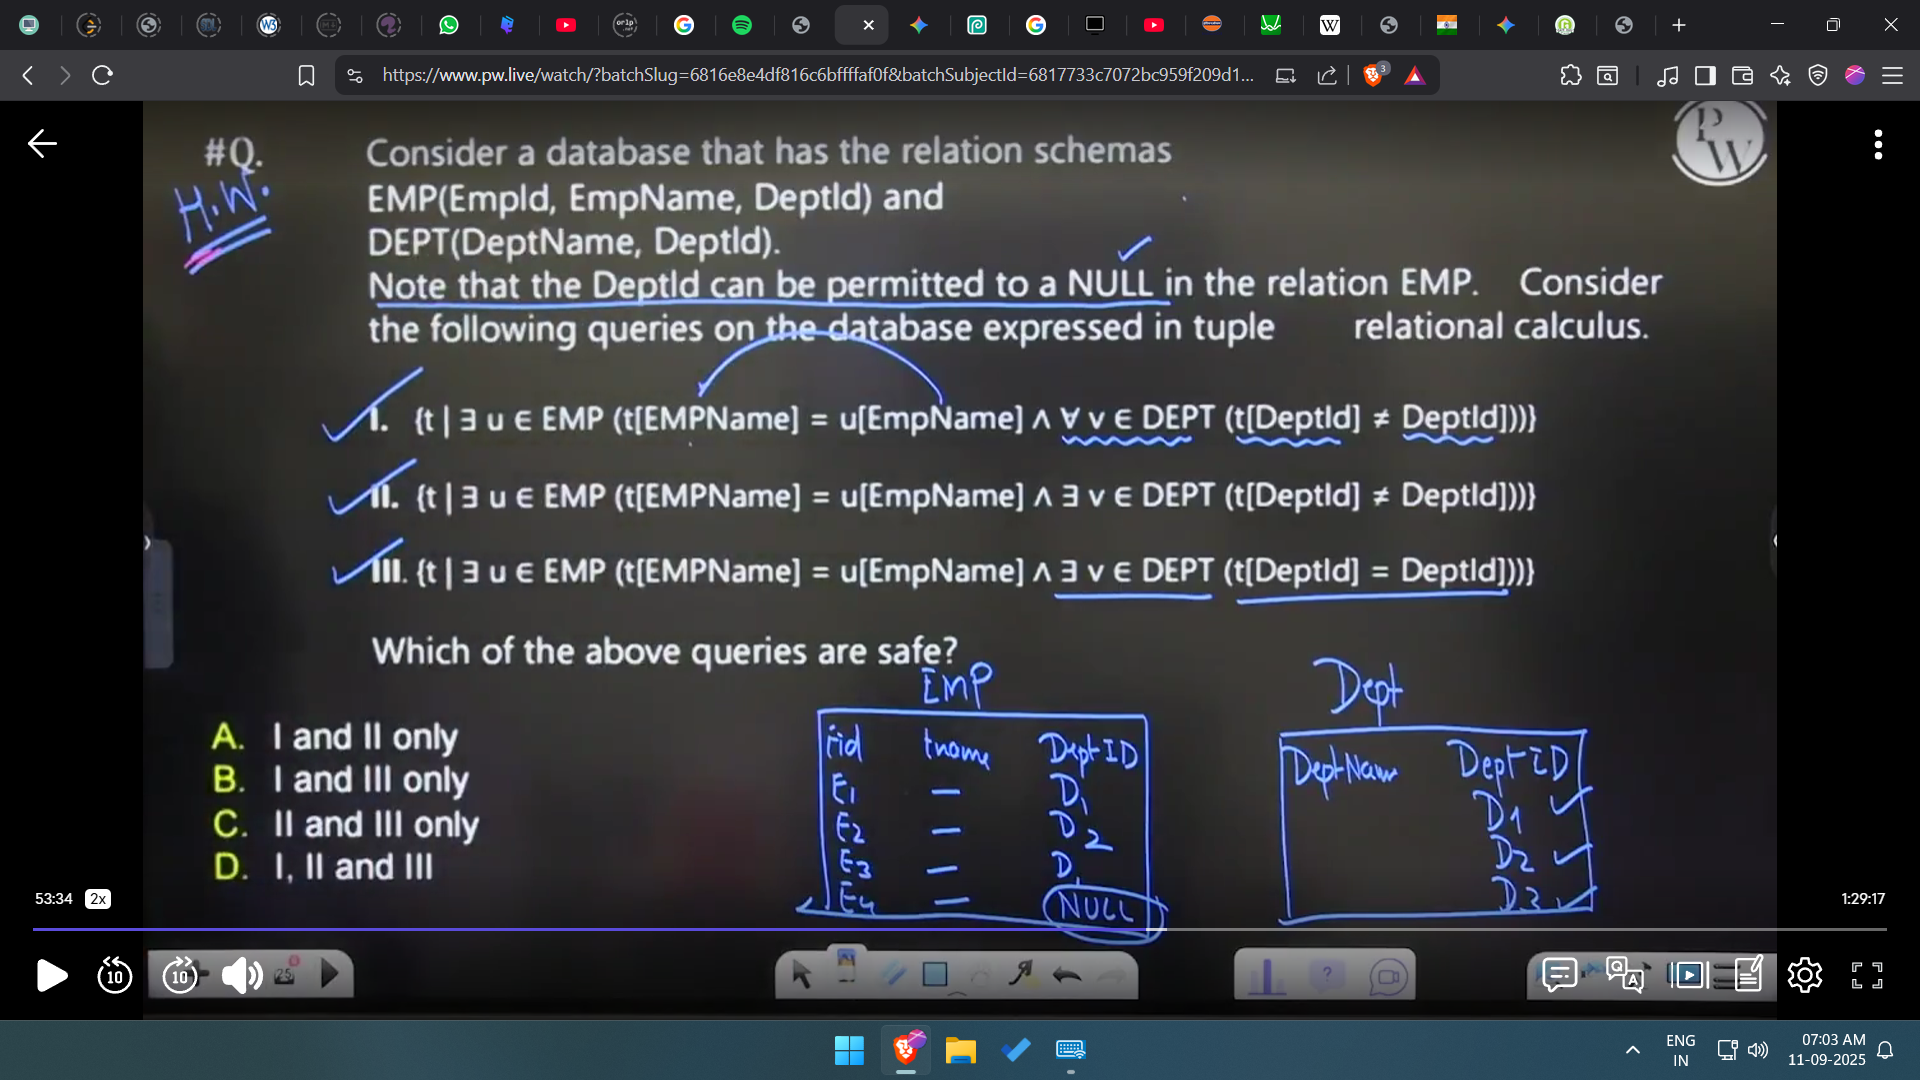 https://www.pw.live/watch/?batchSlug=6816e8e4df816c6bffffaf0f&batchSubjectId=6817733c7072bc959f209d1...
3
PW
#Q. Consider a database that has the relation schemas
H.W.
EMP(EmpId, EmpName, DeptId) and
DEPT(DeptName, DeptId).
Note that the DeptId can be permitted to a NULL in the relation EMP. Consider
the following queries on the database expressed in tuple relational calculus.
I. {t | ∃ u ∈ EMP (t[EMPName] = u[EmpName] ∧ ∀ v ∈ DEPT (t[DeptId] ≠ DeptId]))}
II. {t | ∃ u ∈ EMP (t[EMPName] = u[EmpName] ∧ ∃ v ∈ DEPT (t[DeptId] ≠ DeptId]))}
III. {t | ∃ u ∈ EMP (t[EMPName] = u[EmpName] ∧ ∃ v ∈ DEPT (t[DeptId] = DeptId]))}
Which of the above queries are safe?
A. I and II only
B. I and III only
C. II and III only
D. I, II and III
EMP
DeptID
E1 — D1
E2 — D2
E3 — D1
E4 — NULL
Dept
DeptName DeptID
D1
D2
D3
53:34 2x
1:29:17
10
10
25
ENG
IN
07:03 AM
11-09-2025